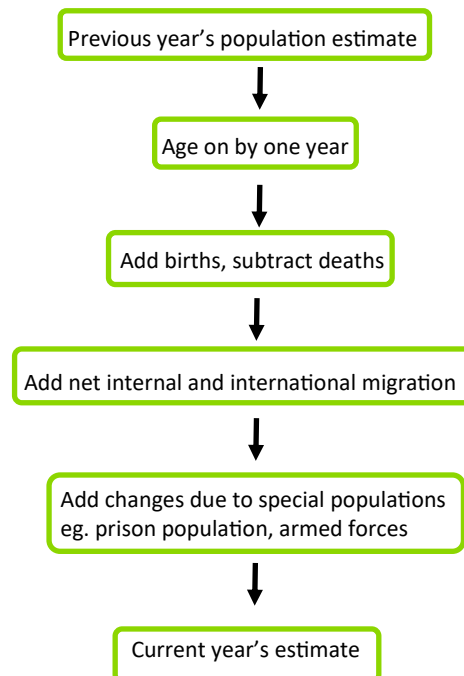 Previous year’s population estimate
Age on by one year
Add births, subtract deaths
Add net internal and international migration
Add changes due to special populations
eg. prison population, armed forces
Current year’s estimate